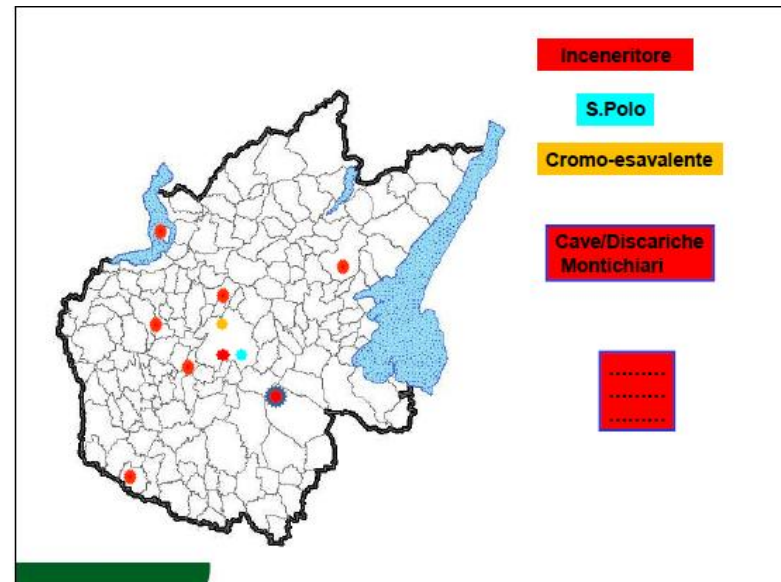 Inceneritore
S.Polo
Cromo-esavalente
Cave/Discariche
Montichiari
.........
.........
.........